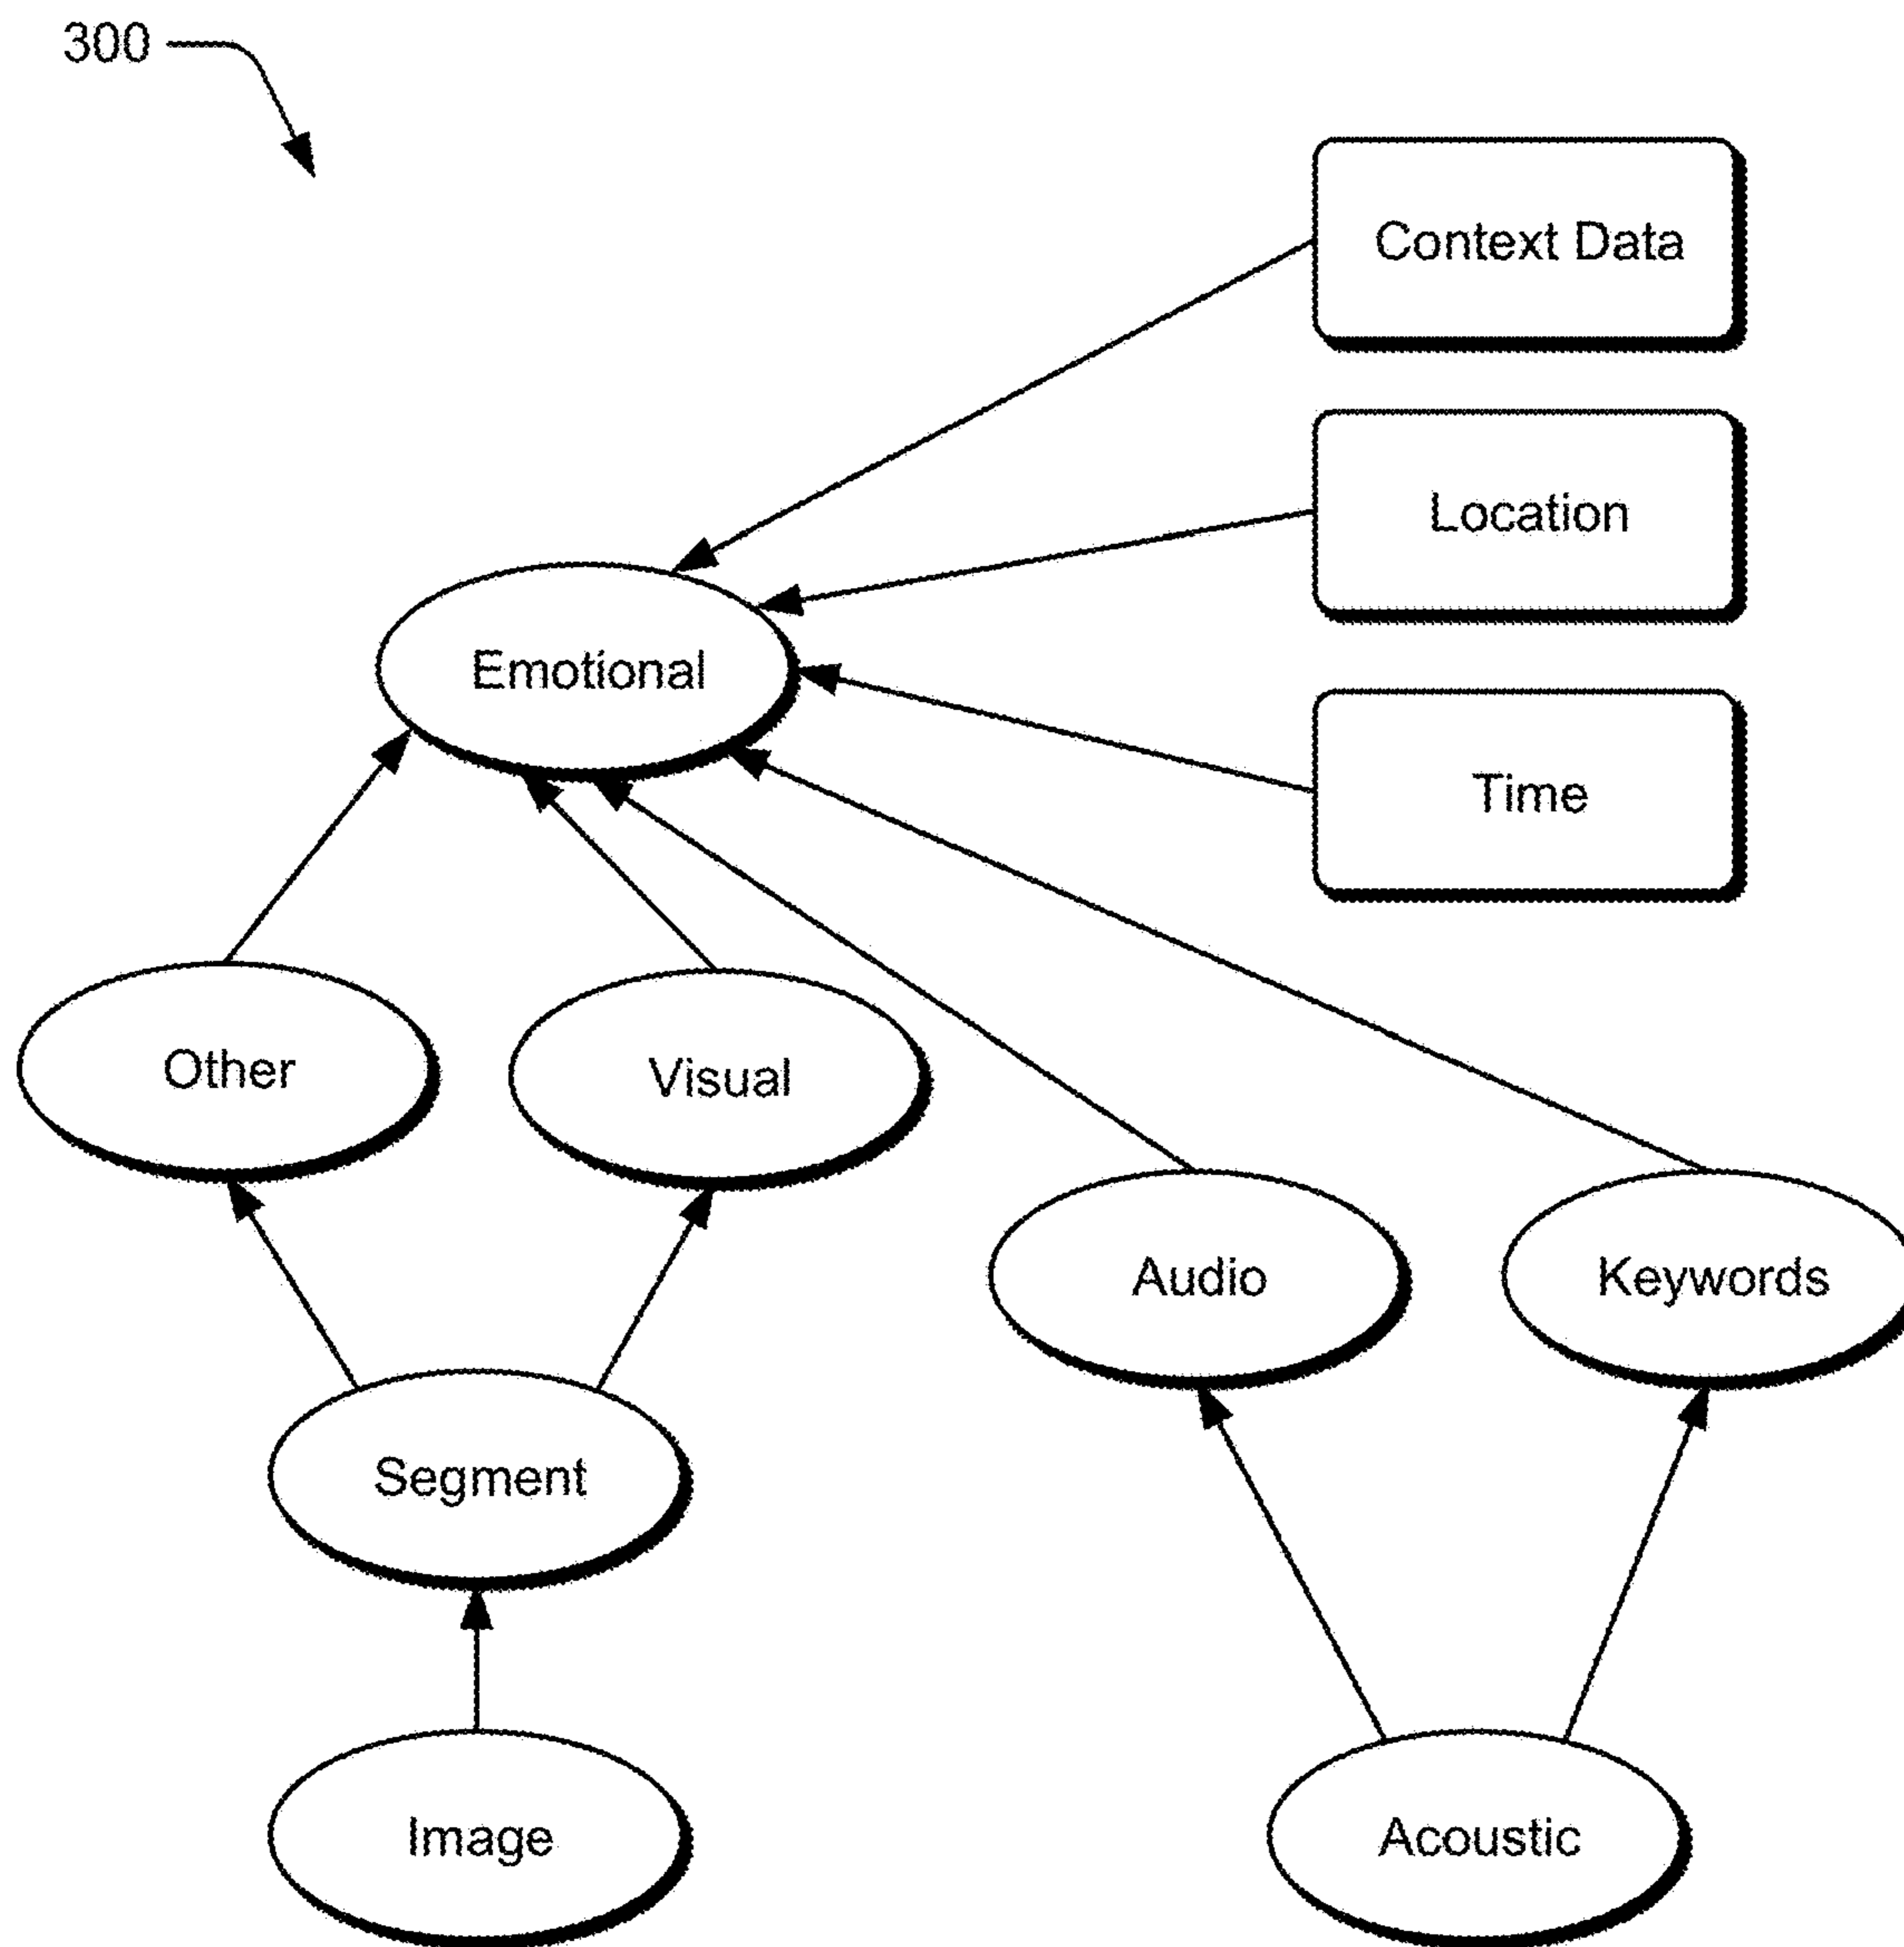 300
Context Data
Location
Emotional
Time
Other
Visual
Audio
Keywords
Segment
Image
Acoustic